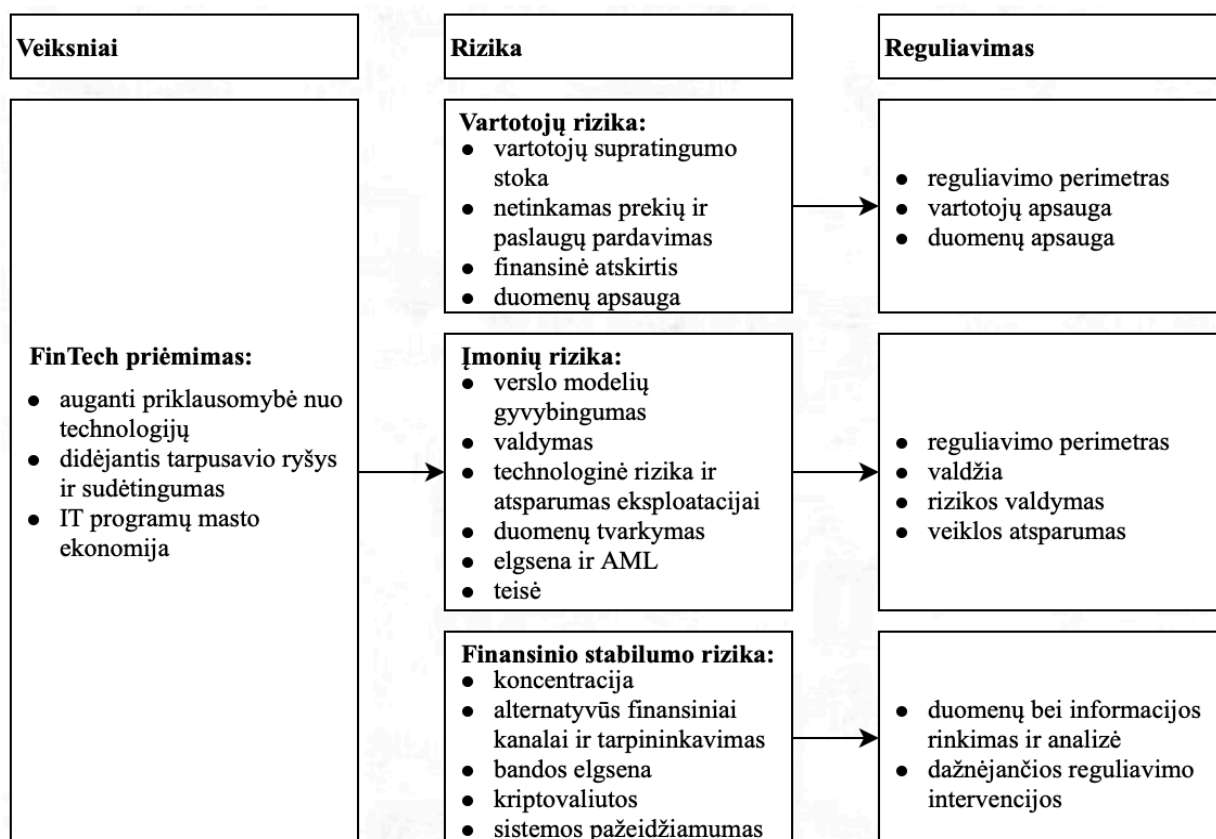 Veiksniai
Rizika
Reguliavimas
FinTech priėmimas:
● auganti priklausomybė nuo
technologijų
● didėjantis tarpusavio ryšys
ir sudėtingumas
● IT programų masto
ekonomija
Vartotojų rizika:
● vartotojų supratingumo
stoka
● netinkamas prekių ir
paslaugų pardavimas
● finansinė atskirtis
● duomenų apsauga
● reguliavimo perimetras
● vartotojų apsauga
● duomenų apsauga
Įmonių rizika:
● verslo modelių
gyvybingumas
● valdymas
● technologinė rizika ir
atsparumas eksploatacijai
● duomenų tvarkymas
● elgsena ir AML
● teisė
● reguliavimo perimetras
● valdžia
● rizikos valdymas
● veiklos atsparumas
Finansinio stabilumo rizika:
● koncentracija
● alternatyvūs finansiniai
kanalai ir tarpininkavimas
● bandos elgsena
● kriptovaliutos
● sistemos pažeidžiamumas
● duomenų bei informacijos
rinkimas ir analizė
● dažnėjančios reguliavimo
intervencijos